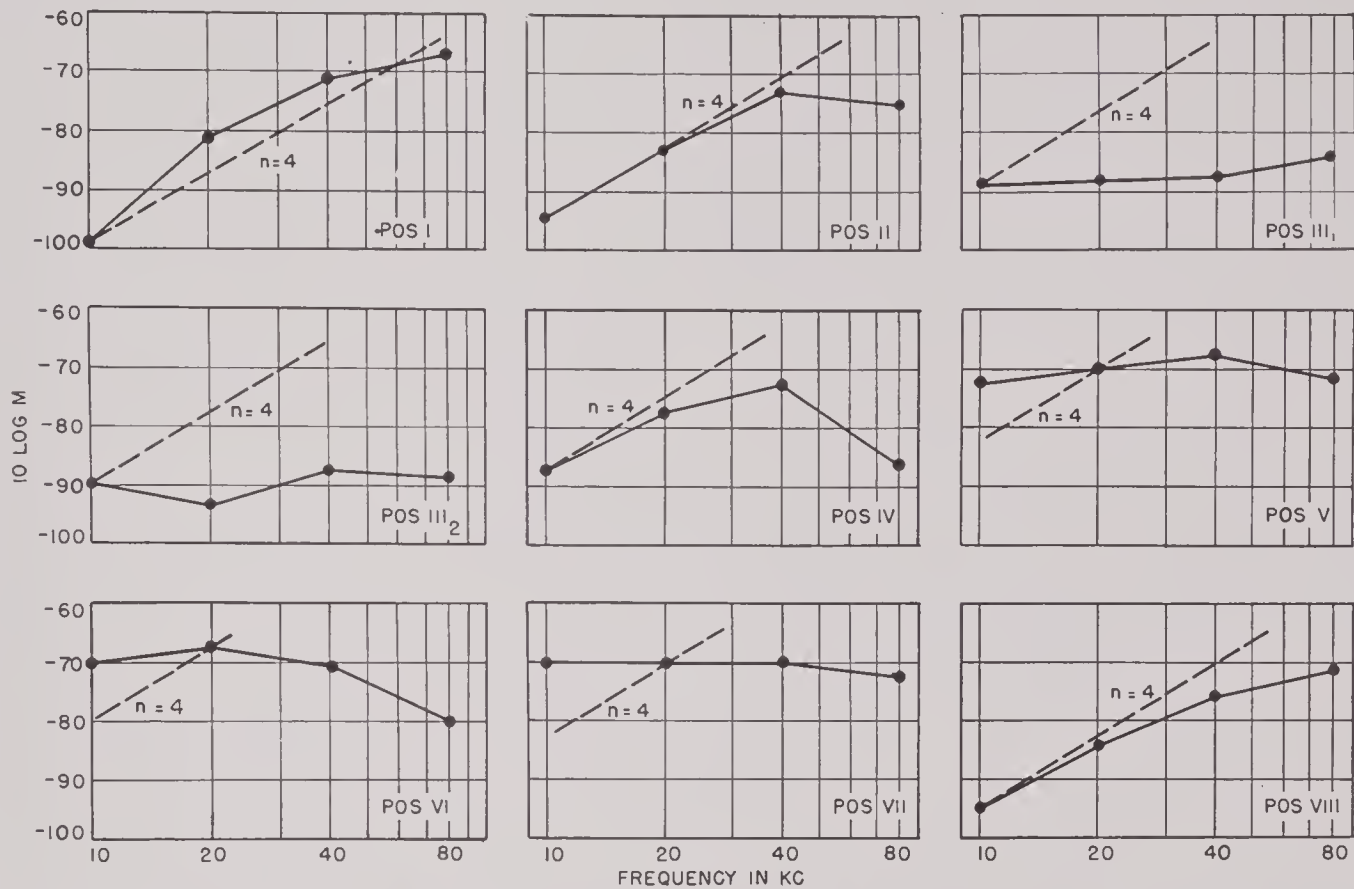 -60
-70
-80
-90
-100
n=4
POS I
n=4
POS II
n=4
POS III₁
10 LOG M
-60
-70
-80
-90
-100
n=4
POS III₂
n=4
POS IV
n=4
POS V
-60
-70
-80
-90
-100
n=4
POS VI
n=4
POS VII
n=4
POS VIII
10 20 40 80 10 20 40 80 10 20 40 80
FREQUENCY IN KC